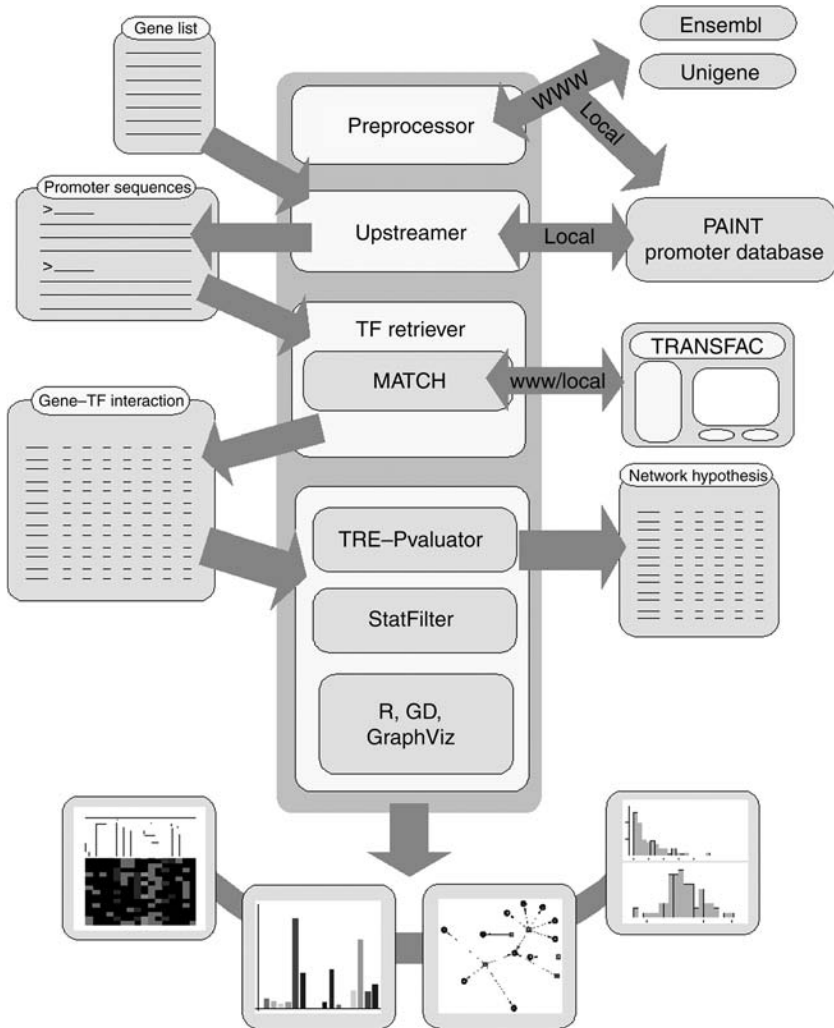 Gene list
Ensembl
Unigene
WWW
Local
Preprocessor
Promoter sequences
>
>
Upstreamer
Local
PAINT
promoter database
TF retriever
MATCH
www/local
TRANSFAC
Gene–TF interaction
Network hypothesis
TRE–Pvaluator
StatFilter
R, GD,
GraphViz